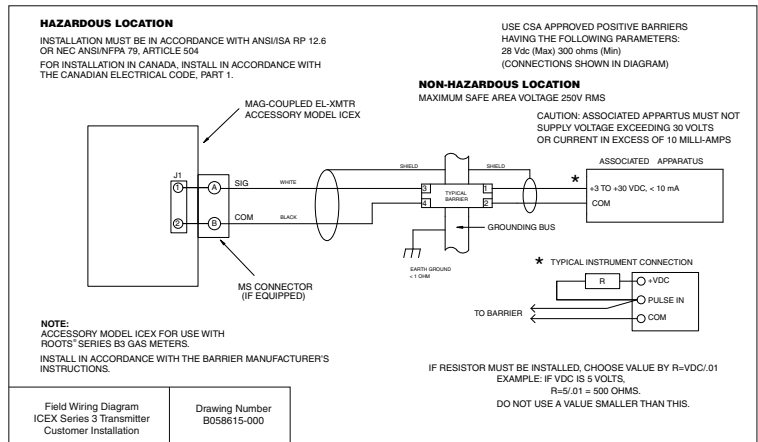 HAZARDOUS LOCATION
INSTALLATION MUST BE IN ACCORDANCE WITH ANSI/ISA RP 12.6
OR NEC ANSI/NFPA 79, ARTICLE 504
FOR INSTALLATION IN CANADA, INSTALL IN ACCORDANCE WITH
THE CANADIAN ELECTRICAL CODE, PART 1.
USE CSA APPROVED POSITIVE BARRIERS
HAVING THE FOLLOWING PARAMETERS:
28 Vdc (Max) 300 ohms (Min)
(CONNECTIONS SHOWN IN DIAGRAM)
NON-HAZARDOUS LOCATION
MAXIMUM SAFE AREA VOLTAGE 250V RMS
CAUTION: ASSOCIATED APPARTUS MUST NOT
SUPPLY VOLTAGE EXCEEDING 30 VOLTS
OR CURRENT IN EXCESS OF 10 MILLI-AMPS
MAG-COUPLED EL-XMTR
ACCESSORY MODEL ICEX
ASSOCIATED APPARATUS
SHIELD
SHIELD
J1
1
A
SIG
WHITE
3
1
*
+3 TO +30 VDC, < 10 mA
TYPICAL
BARRIER
2
B
COM
BLACK
4
2
COM
GROUNDING BUS
EARTH GROUND
< 1 OHM
MS CONNECTOR
(IF EQUIPPED)
* TYPICAL INSTRUMENT CONNECTION
R
+VDC
PULSE IN
TO BARRIER
COM
NOTE:
ACCESSORY MODEL ICEX FOR USE WITH
ROOTS® SERIES B3 GAS METERS.
INSTALL IN ACCORDANCE WITH THE BARRIER MANUFACTURER'S
INSTRUCTIONS.
IF RESISTOR MUST BE INSTALLED, CHOOSE VALUE BY R=VDC/.01
EXAMPLE: IF VDC IS 5 VOLTS,
R=5/.01 = 500 OHMS.
DO NOT USE A VALUE SMALLER THAN THIS.
Field Wiring Diagram
ICEX Series 3 Transmitter
Customer Installation
Drawing Number
B058615-000